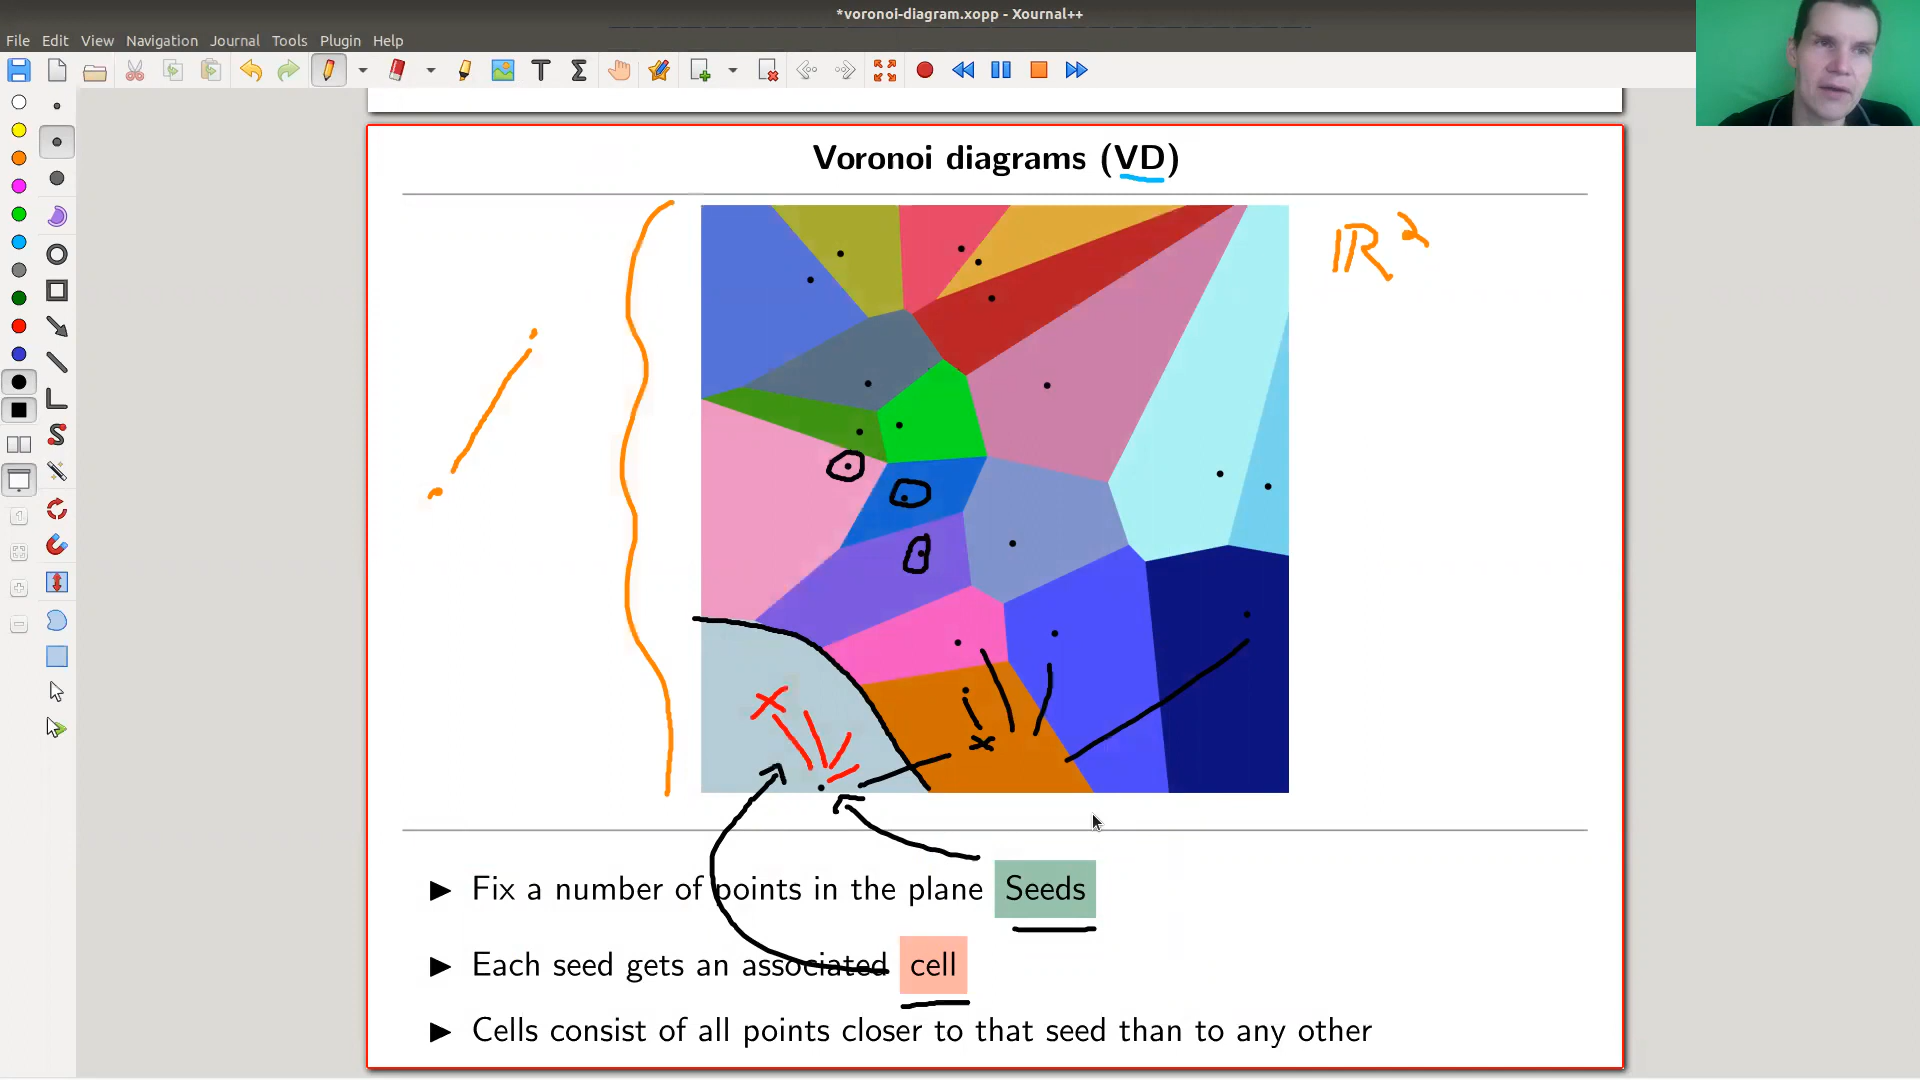 *voronoi-diagram.xopp - Xournal++
File Edit View Navigation Journal Tools Plugin Help
Voronoi diagrams (VD)
ℝ²
▶ Fix a number of points in the plane Seeds
▶ Each seed gets an associated cell
▶ Cells consist of all points closer to that seed than to any other